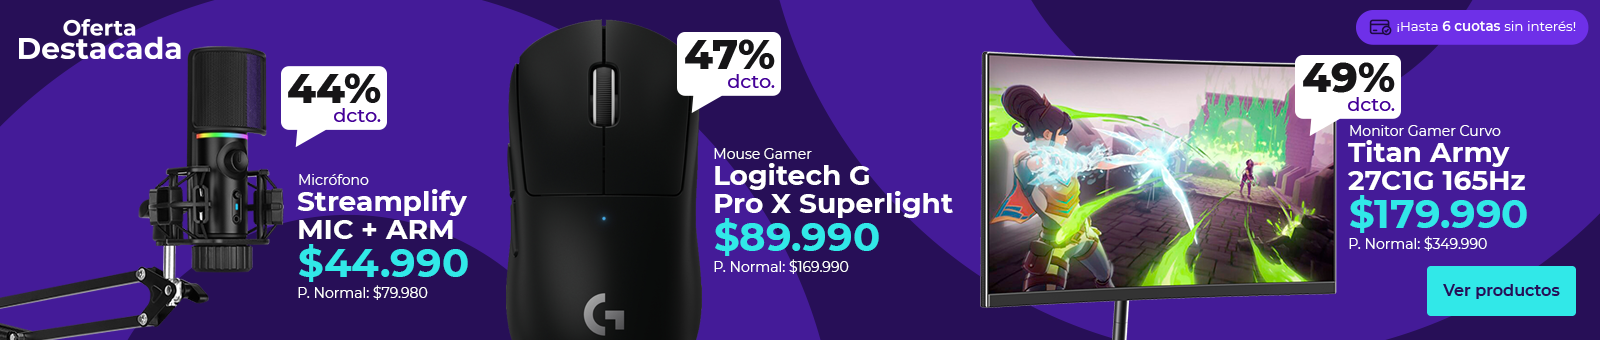 Oferta
Destacada
44%
dcto.
Micrófono
Streamplify
MIC + ARM
$44.990
P. Normal: $79.980
47%
dcto.
Mouse Gamer
Logitech G
Pro X Superlight
$89.990
P. Normal: $169.990
¡Hasta 6 cuotas sin interés!
49%
dcto.
Monitor Gamer Curvo
Titan Army
27C1G 165Hz
$179.990
P. Normal: $349.990
Ver productos